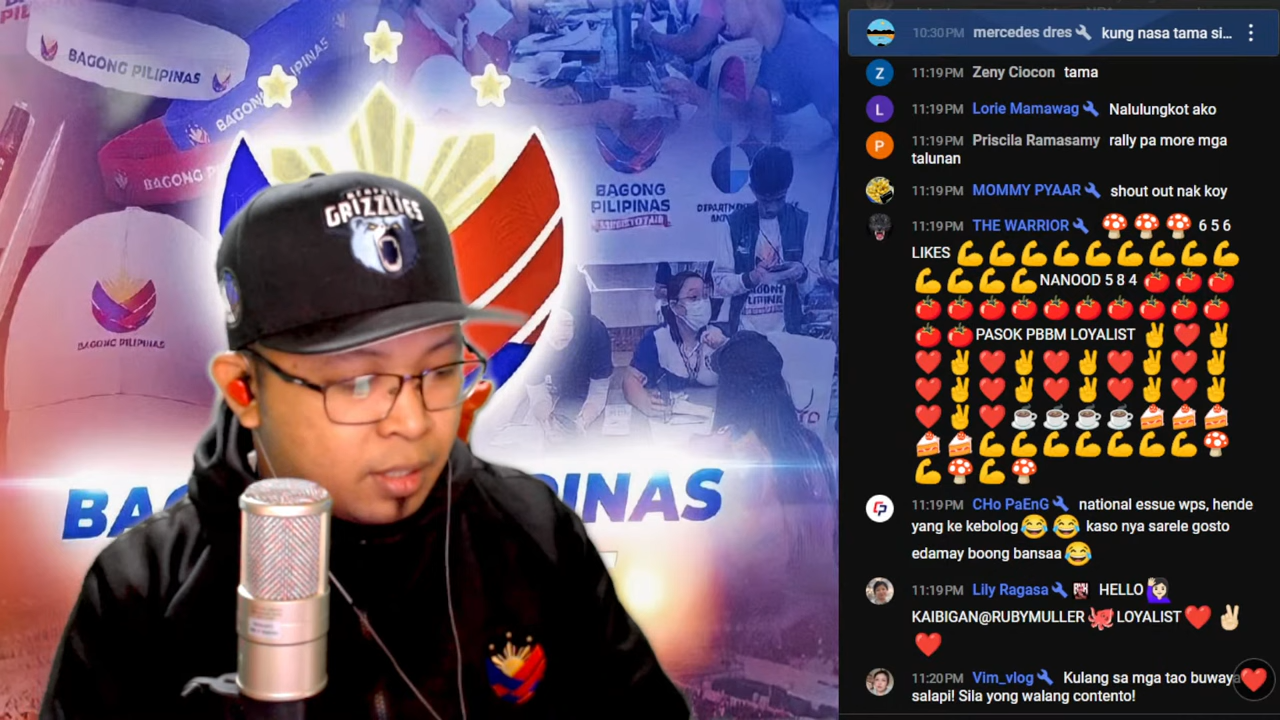 PILIPINAS
BAGONG PILIPINAS
BAGONG
BAGONG
BAGONG PILIPINAS
BAGONG
PILIPINAS
GRIZZLIES
10:30PM mercedes dres kung nasa tama si...
11:19PM Zeny Ciocon tama
11:19PM Lorie Mamawag Nalulungkot ako
11:19PM Priscila Ramasamy rally pa more mga
talunan
11:19PM MOMMY PYAAR shout out nak koy
11:19PM THE WARRIOR 🍄 🍄 🍄 6 5 6
LIKES 💪 💪 💪 💪 💪 💪 💪 💪 💪
💪 💪 💪 💪 NANOOD 5 8 4 🍅 🍅 🍅
🍅 🍅 🍅 🍅 🍅 🍅 🍅 🍅 🍅 🍅
🍅 🍅 PASOK PBBM LOYALIST ✌️ ❤️ ✌️
❤️ ✌️ ❤️ ✌️ ❤️ ✌️ ❤️ ✌️ ❤️ ✌️
❤️ ✌️ ❤️ ✌️ ❤️ ✌️ ❤️ ✌️ ❤️ ✌️
❤️ ✌️ ❤️ ☕ ☕ ☕ ☕ 🍰 🍰 🍰
🍰 🍰 💪 💪 💪 💪 💪 💪 💪 🍄
💪 🍄 💪 🍄
11:19PM CHo PaEnG national essue wps, hende
yang ke kebolog 😂 😂 kaso nya sarele gosto
edamay boong bansaa 😂
11:19PM Lily Ragasa HELLO 🙋🏻‍♀️
KAIBIGAN@RUBYMULLER 🐙 LOYALIST ❤️ ✌🏻
❤️
11:20PM Vim_vlog Kulang sa mga tao buwaya
salapi! Sila yong walang contento!